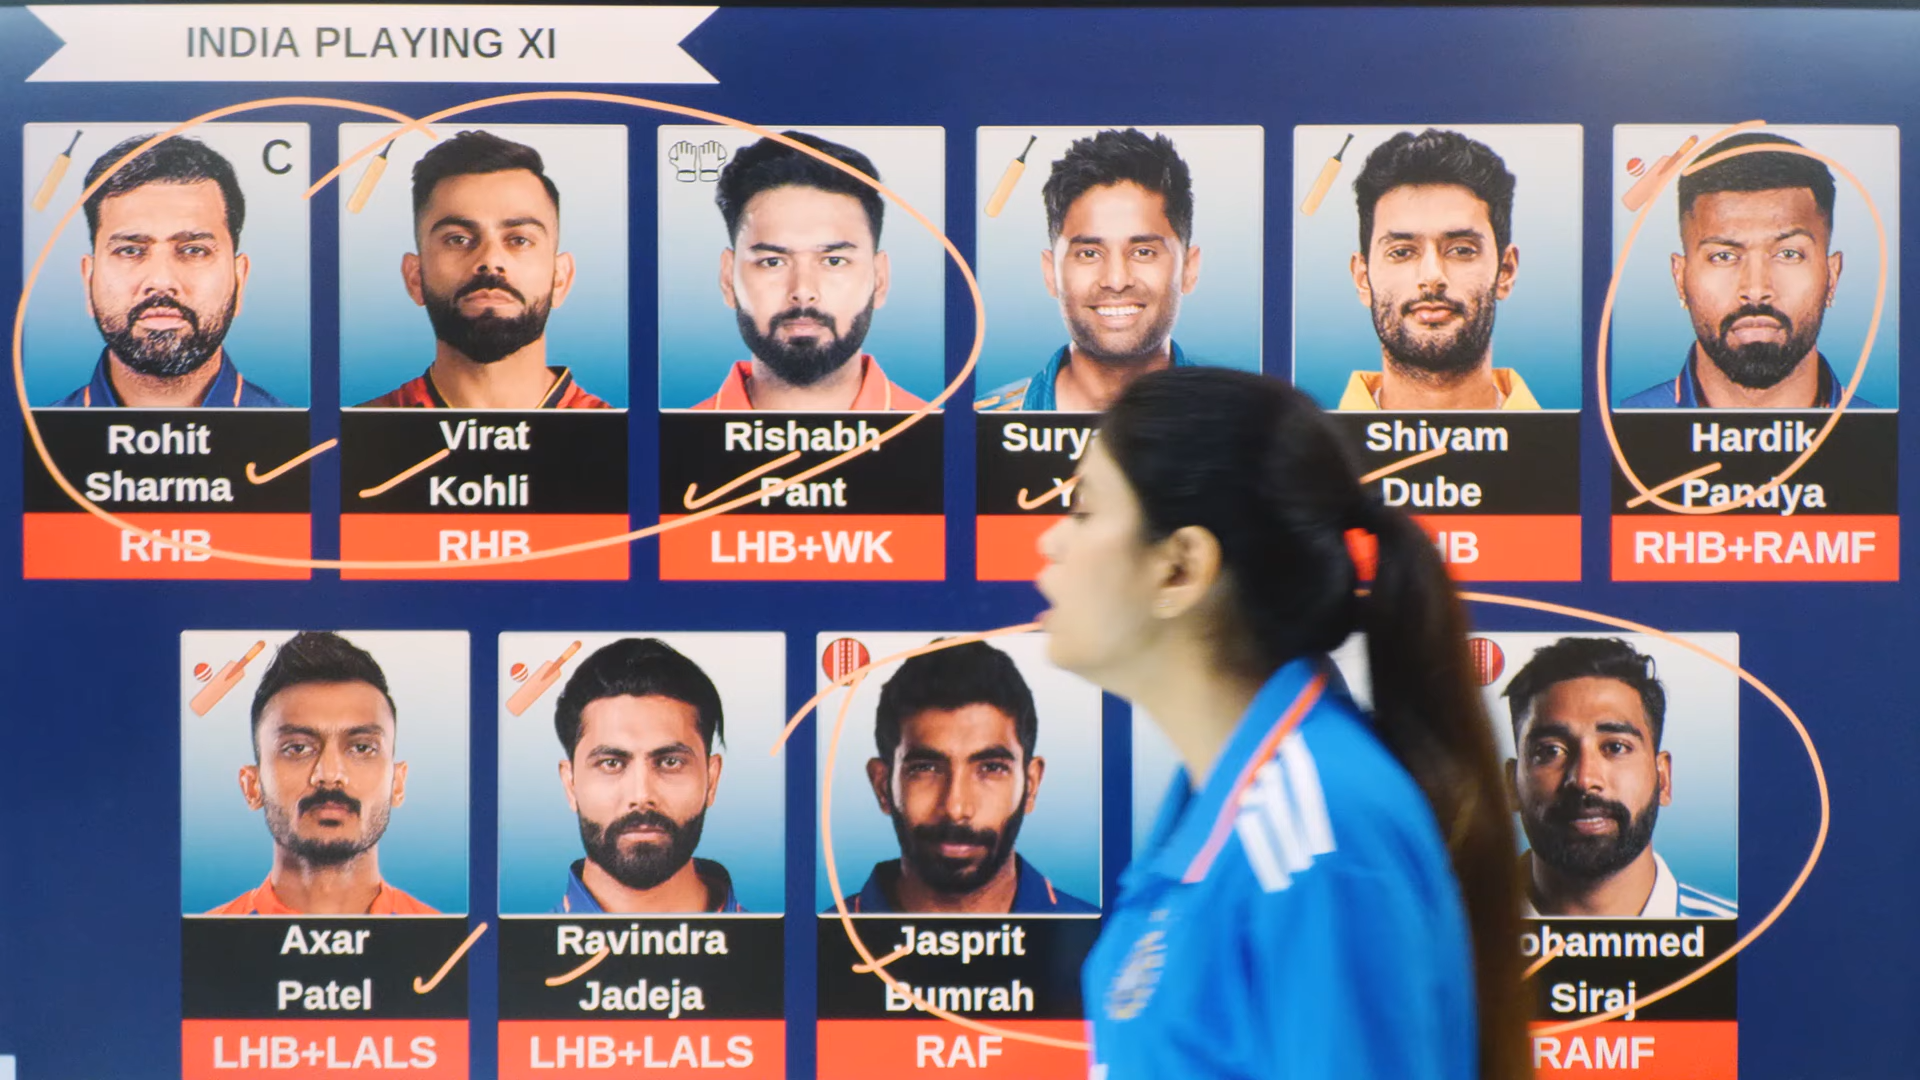 INDIA PLAYING XI
C
Rohit
Sharma
RHB
Virat
Kohli
RHB
Rishabh
Pant
LHB+WK
Shivam
Dube
Hardik
Pandya
RHB+RAMF
Axar
Patel
LHB+LALS
Ravindra
Jadeja
LHB+LALS
Jasprit
Bumrah
RAF
Siraj
RAMF